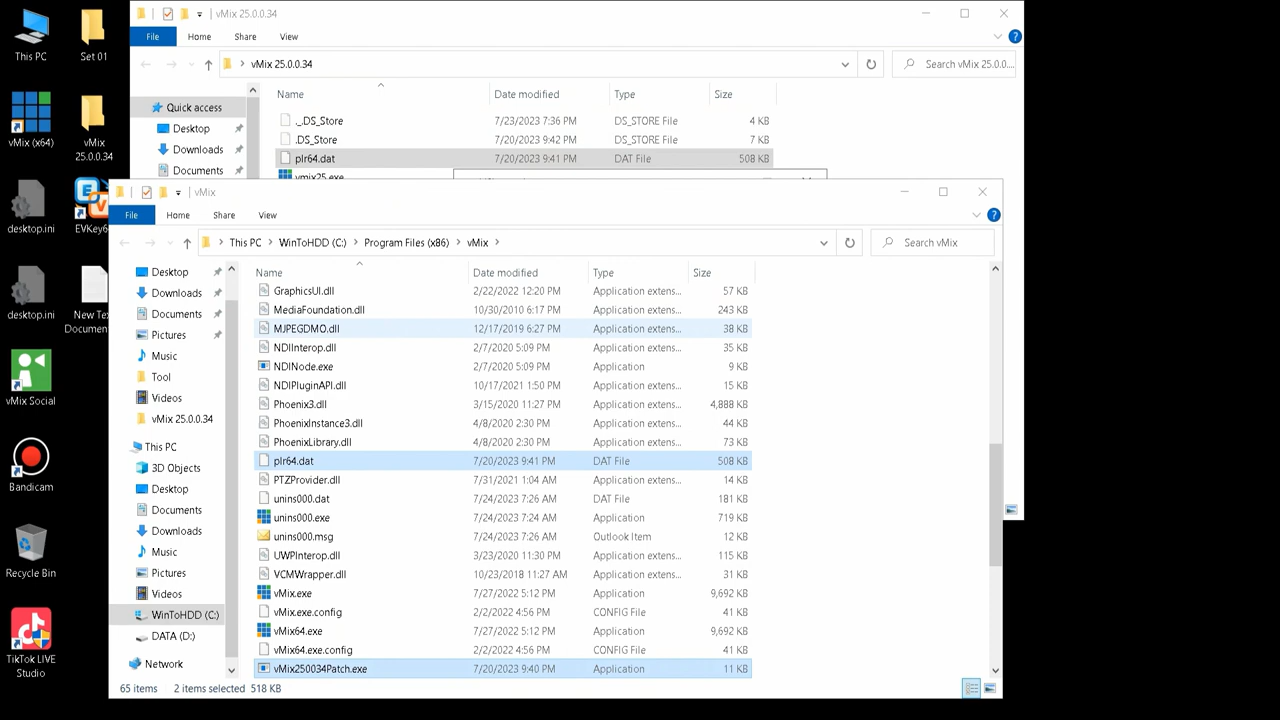 vMix 25.0.0.34
File Home Share View
vMix 25.0.0.34
Search vMix 25.0.0....
Quick access
Desktop
Downloads
Documents
Name Date modified Type Size
._.DS_Store 7/23/2023 7:36 PM DS_STORE File 4 KB
.DS_Store 7/20/2023 9:42 PM DS_STORE File 7 KB
plr64.dat 7/20/2023 9:41 PM DAT File 508 KB
vmix25.exe
This PC
Set 01
vMix (x64)
vMix
25.0.0.34
desktop.ini
EVKey6
desktop.ini
New Tex
Documen
vMix Social
Bandicam
Recycle Bin
TikTok LIVE
Studio
vMix
File Home Share View
This PC > WinToHDD (C:) > Program Files (x86) > vMix >
Search vMix
Desktop
Downloads
Documents
Pictures
Music
Tool
Videos
vMix 25.0.0.34
This PC
3D Objects
Desktop
Documents
Downloads
Music
Pictures
Videos
WinToHDD (C:)
DATA (D:)
Network
Name Date modified Type Size
GraphicsUI.dll 2/22/2022 12:20 PM Application extens... 57 KB
MediaFoundation.dll 10/30/2010 6:17 PM Application extens... 243 KB
MJPEGDMO.dll 12/17/2019 6:27 PM Application extens... 38 KB
NDIInterop.dll 2/7/2020 5:09 PM Application extens... 35 KB
NDINode.exe 2/7/2020 5:09 PM Application 9 KB
NDIPluginAPI.dll 10/17/2021 1:50 PM Application extens... 15 KB
Phoenix3.dll 3/15/2020 11:27 PM Application extens... 4,888 KB
PhoenixInstance3.dll 4/8/2020 2:30 PM Application extens... 44 KB
PhoenixLibrary.dll 4/8/2020 2:30 PM Application extens... 73 KB
plr64.dat 7/20/2023 9:41 PM DAT File 508 KB
PTZProvider.dll 7/31/2021 1:04 AM Application extens... 14 KB
unins000.dat 7/24/2023 7:26 AM DAT File 181 KB
unins000.exe 7/24/2023 7:24 AM Application 719 KB
unins000.msg 7/24/2023 7:26 AM Outlook Item 12 KB
UWPInterop.dll 3/23/2020 11:30 PM Application extens... 115 KB
VCMWrapper.dll 10/23/2018 11:27 AM Application extens... 31 KB
vMix.exe 7/27/2022 5:12 PM Application 9,692 KB
vMix.exe.config 2/2/2022 4:56 PM CONFIG File 41 KB
vMix64.exe 7/27/2022 5:12 PM Application 9,692 KB
vMix64.exe.config 2/2/2022 4:56 PM CONFIG File 41 KB
vMix250034Patch.exe 7/20/2023 9:40 PM Application 11 KB
65 items 2 items selected 518 KB